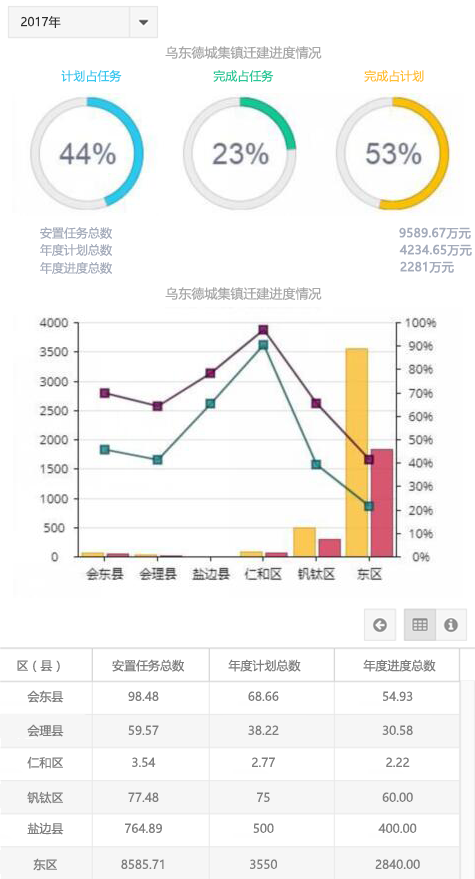 2017年
乌东德城集镇迁建进度情况
计划占任务 完成占任务 完成占计划
44% 23% 53%
安置任务总数 9589.67万元
年度计划总数 4234.65万元
年度进度总数 2281万元
乌东德城集镇迁建进度情况
4000 100%
3500 90%
3000 80%
2500 70%
2000 60%
1500 50%
1000 40%
500 30%
0 20%
10%
0%
会东县 会理县 盐边县 仁和区 钒钛区 东区
区（县） 安置任务总数 年度计划总数 年度进度总数
会东县 98.48 68.66 54.93
会理县 59.57 38.22 30.58
仁和区 3.54 2.77 2.22
钒钛区 77.48 75 60.00
盐边县 764.89 500 400.00
东区 8585.71 3550 2840.00